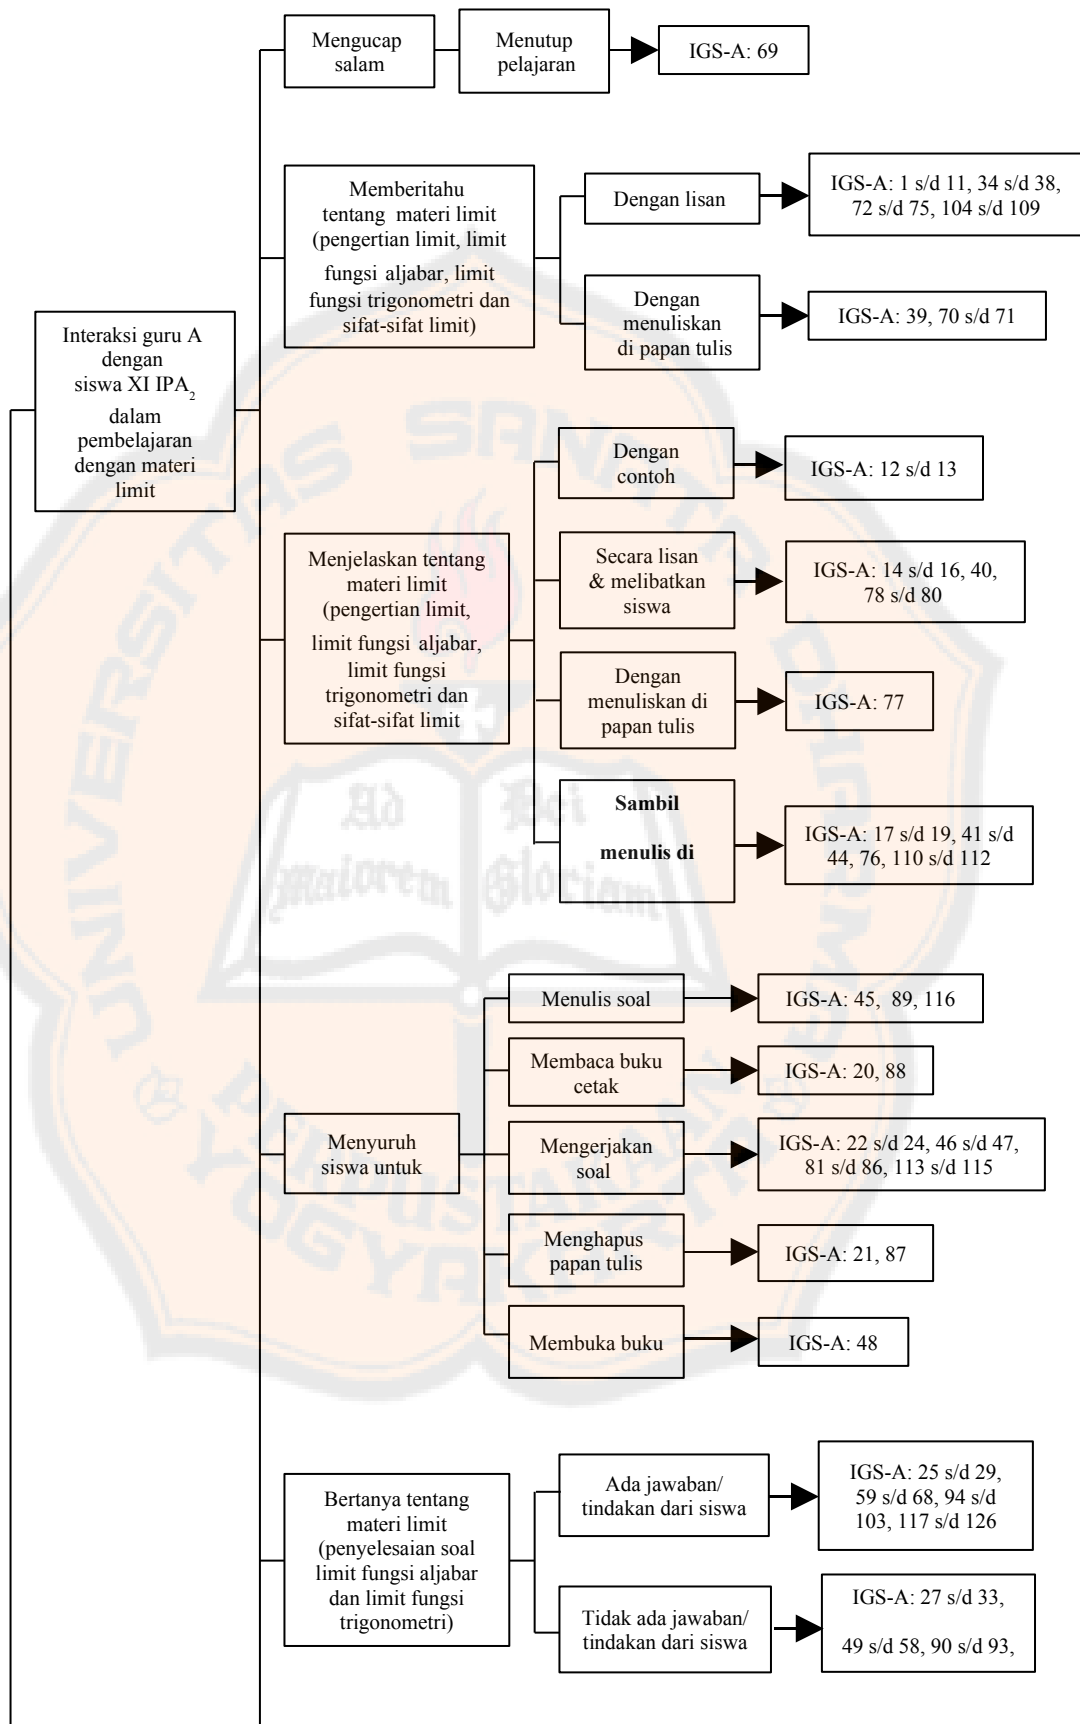 Mengucap
salam
Menutup
pelajaran
IGS-A: 69
Interaksi guru A
dengan
siswa XI IPA₂
dalam
pembelajaran
dengan materi
limit
Memberitahu
tentang materi limit
(pengertian limit, limit
fungsi aljabar, limit
fungsi trigonometri dan
sifat-sifat limit)
Dengan lisan
IGS-A: 1 s/d 11, 34 s/d 38,
72 s/d 75, 104 s/d 109
Dengan
menuliskan
di papan tulis
IGS-A: 39, 70 s/d 71
Menjelaskan tentang
materi limit
(pengertian limit,
limit fungsi aljabar,
limit fungsi
trigonometri dan
sifat-sifat limit
Dengan
contoh
IGS-A: 12 s/d 13
Secara lisan
& melibatkan
siswa
IGS-A: 14 s/d 16, 40,
78 s/d 80
Dengan
menuliskan di
papan tulis
IGS-A: 77
Sambil
menulis di
IGS-A: 17 s/d 19, 41 s/d
44, 76, 110 s/d 112
Menyuruh
siswa untuk
Menulis soal
IGS-A: 45, 89, 116
Membaca buku
cetak
IGS-A: 20, 88
Mengerjakan
soal
IGS-A: 22 s/d 24, 46 s/d 47,
81 s/d 86, 113 s/d 115
Menghapus
papan tulis
IGS-A: 21, 87
Membuka buku
IGS-A: 48
Bertanya tentang
materi limit
(penyelesaian soal
limit fungsi aljabar
dan limit fungsi
trigonometri)
Ada jawaban/
tindakan dari siswa
IGS-A: 25 s/d 29,
59 s/d 68, 94 s/d
103, 117 s/d 126
Tidak ada jawaban/
tindakan dari siswa
IGS-A: 27 s/d 33,
49 s/d 58, 90 s/d 93,
UNIVERSITAS SANATA DHARMA
Ad Dei
Maiorem Gloriam
PERPUSTAKAAN
YOGYAKARTA